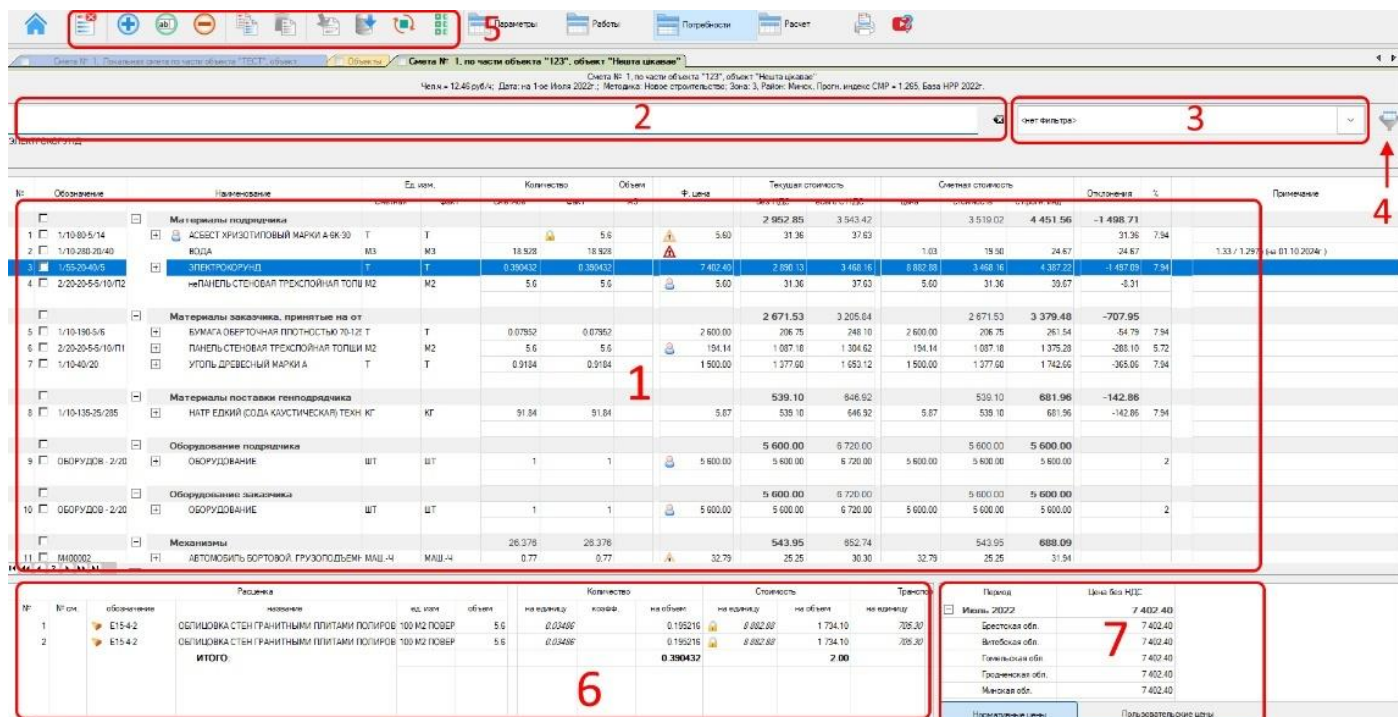 5
Параметры Работы Потребности Расчет
Смета № 1, Локальная смета по части объекта "ТЕСТ", объект Объекты Смета № 1, по части объекта "123", объект "Нешта цікавае"
Смета № 1, по части объекта "123", объект "Нешта цікавае"
Чел.ч = 12.46 руб/ч; Дата: на 1-ое Июля 2022г.; Методика: Новое строительство; Зона: 3, Район: Минск, Прогн. индекс СМР = 1.265, База НРР 2022г.
2 <нет фильтра> 3
ЭЛЕКТРОКОРУНД
4
№ Обозначение Наименование Ед. изм. Количество Объем Ф. цена Текущая стоимость Сметная стоимость Отклонения % Примечание
Материалы подрядчика 2 952.85 3 543.42 3 519.02 4 451.56 -1 498.71
1 1/10-80-5/14 АСБЕСТ ХРИЗОТИЛОВЫЙ МАРКИ А-6К-30 Т Т 5.6 5.60 31.36 37.63 31.36 7.94
2 1/10-280-20/40 ВОДА М3 М3 18.928 18.928 1.03 19.50 24.67 -24.67 1.33 / 1.2975 (на 01.10.2024г.)
3 1/55-20-40/5 ЭЛЕКТРОКОРУНД Т Т 0.390432 0.390432 7 402.40 2 890.13 3 468.16 8 882.88 3 468.16 4 387.22 -1 497.09 7.94
4 2/20-20-5-5/10/П2 неПАНЕЛЬ СТЕНОВАЯ ТРЕХСЛОЙНАЯ ТОЛЩ М2 М2 5.6 5.6 5.60 31.36 37.63 5.60 31.36 39.67 -8.31
Материалы заказчика, принятые на от 2 671.53 3 205.84 2 671.53 3 379.48 -707.95
5 1/10-190-5/6 БУМАГА ОБЕРТОЧНАЯ ПЛОТНОСТЬЮ 70-125 Т Т 0.07952 0.07952 2 600.00 206.75 248.10 2 600.00 206.75 261.54 -54.79 7.94
6 2/20-20-5-5/10/П1 ПАНЕЛЬ СТЕНОВАЯ ТРЕХСЛОЙНАЯ ТОЛЩИ М2 М2 5.6 5.6 194.14 1 087.18 1 304.62 194.14 1 087.18 1 375.28 -288.10 5.72
7 1/10-40/20 УГОЛЬ ДРЕВЕСНЫЙ МАРКИ А Т Т 0.9184 0.9184 1 500.00 1 377.60 1 653.12 1 500.00 1 377.60 1 742.66 -365.06 7.94
1
Материалы поставки генподрядчика 539.10 646.92 539.10 681.96 -142.86
8 1/10-135-25/285 НАТР ЕДКИЙ (СОДА КАУСТИЧЕСКАЯ) ТЕХН КГ КГ 91.84 91.84 5.87 539.10 646.92 5.87 539.10 681.96 -142.86 7.94
Оборудование подрядчика 5 600.00 6 720.00 5 600.00 5 600.00
9 ОБОРУДОВ - 2/20 ОБОРУДОВАНИЕ ШТ ШТ 1 1 5 600.00 5 600.00 6 720.00 5 600.00 5 600.00 5 600.00 2
Оборудование заказчика 5 600.00 6 720.00 5 600.00 5 600.00
10 ОБОРУДОВ - 2/20 ОБОРУДОВАНИЕ ШТ ШТ 1 1 5 600.00 5 600.00 6 720.00 5 600.00 5 600.00 5 600.00 2
Механизмы 26.376 26.376 543.95 652.74 543.95 688.09
11 М400002 АВТОМОБИЛЬ БОРТОВОЙ, ГРУЗОПОДЪЕМН МАШ.-Ч МАШ.-Ч 0.77 0.77 32.79 25.25 30.30 32.79 25.25 31.94
Расценка Количество Стоимость Транспо
№ № см. обозначение название ед. изм объем на единицу коэфф. на объем на единицу на объем на единицу
1 Е15-4-2 ОБЛИЦОВКА СТЕН ГРАНИТНЫМИ ПЛИТАМИ ПОЛИРОВ 100 М2 ПОВЕР 5.6 0.03486 0.195216 8 882.88 1 734.10 705.30
2 Е15-4-2 ОБЛИЦОВКА СТЕН ГРАНИТНЫМИ ПЛИТАМИ ПОЛИРОВ 100 М2 ПОВЕР 5.6 0.03486 0.195216 8 882.88 1 734.10 705.30
ИТОГО: 0.390432 2.00
6
Период Цена без НДС
Июль 2022 7 402.40
Брестская обл. 7 402.40
Витебская обл. 7 402.40
Гомельская обл. 7 402.40
Гродненская обл. 7 402.40
Минская обл. 7 402.40
7
Нормативные цены Пользовательские цены